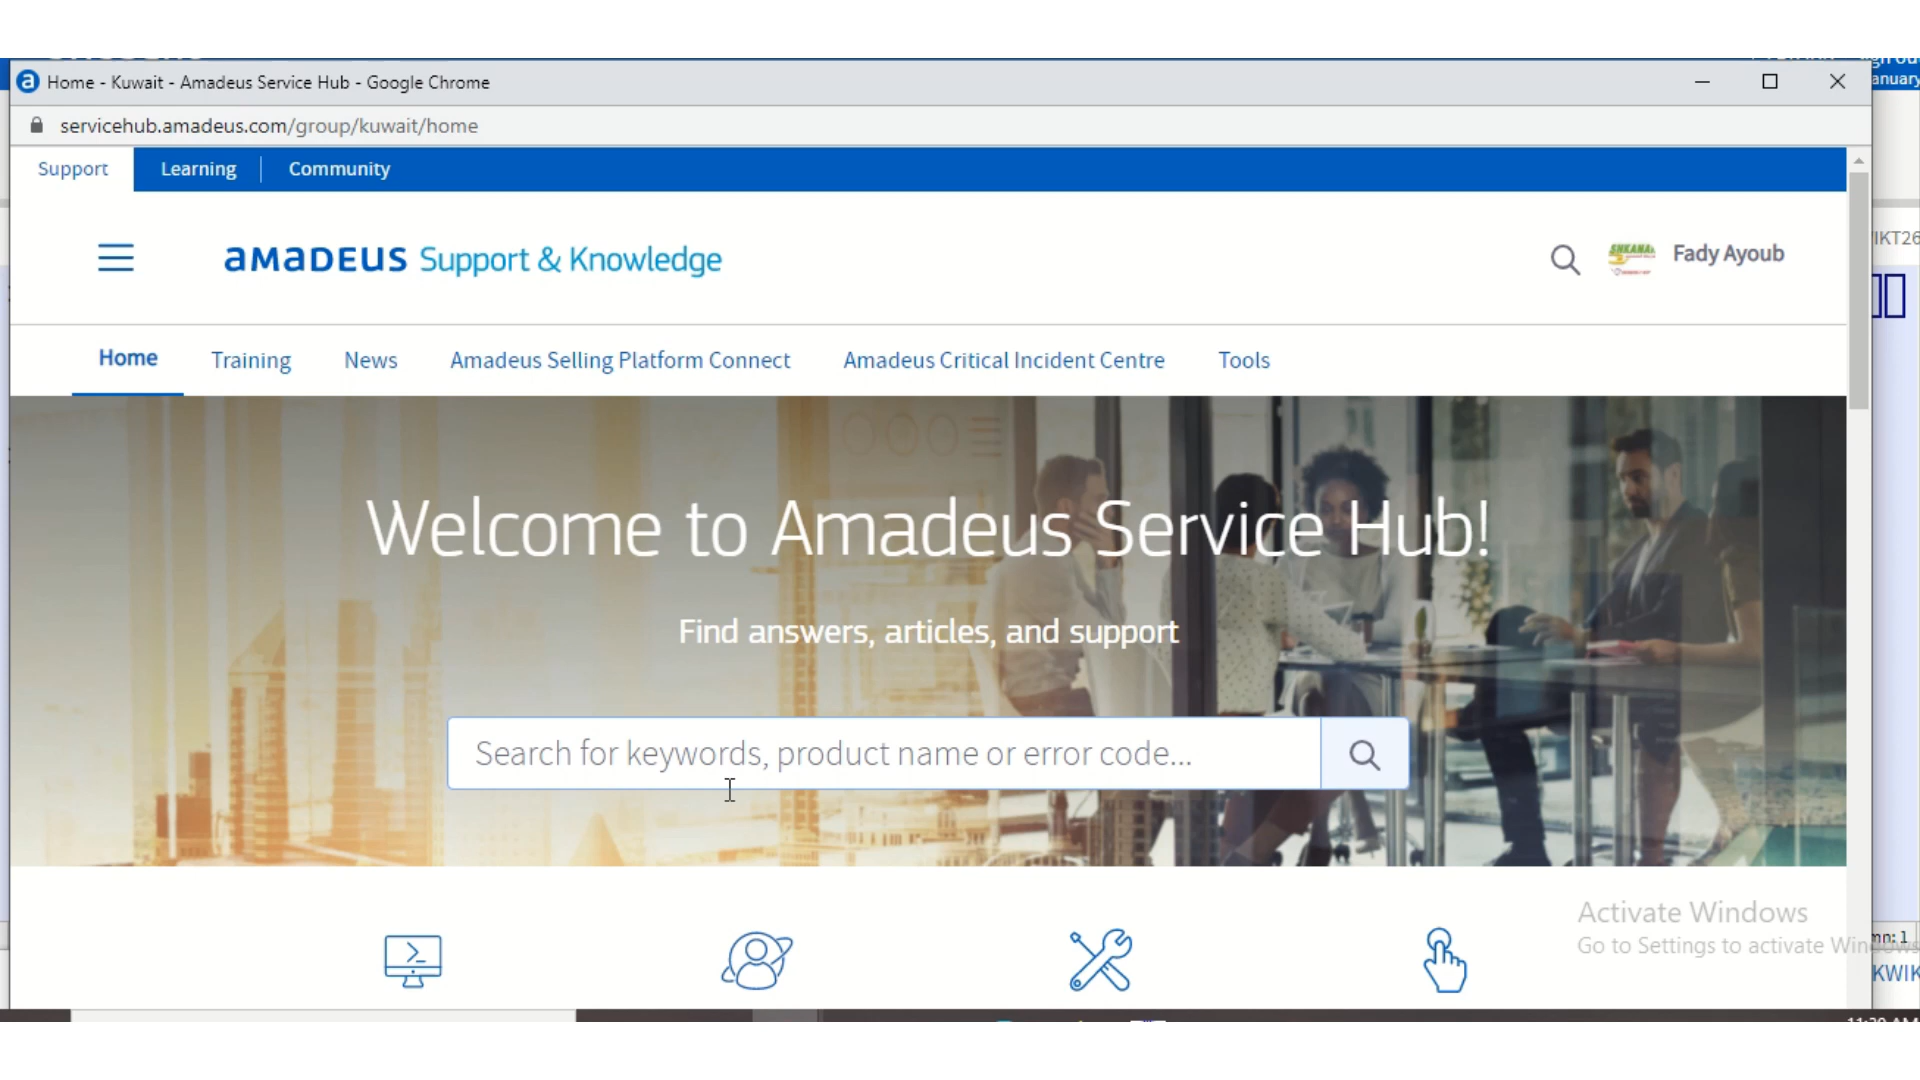 Home - Kuwait - Amadeus Service Hub - Google Chrome
servicehub.amadeus.com/group/kuwait/home
Support Learning Community
amadeus Support & Knowledge
Fady Ayoub
Home Training News Amadeus Selling Platform Connect Amadeus Critical Incident Centre Tools
Welcome to Amadeus Service Hub!
Find answers, articles, and support
Search for keywords, product name or error code...
Activate Windows
Go to Settings to activate Windows